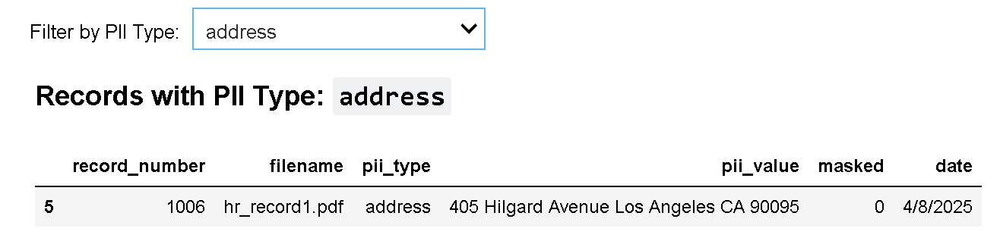 Filter by PII Type: address
Records with PII Type: address
record_number filename pii_type pii_value masked date
5 1006 hr_record1.pdf address 405 Hilgard Avenue Los Angeles CA 90095 0 4/8/2025